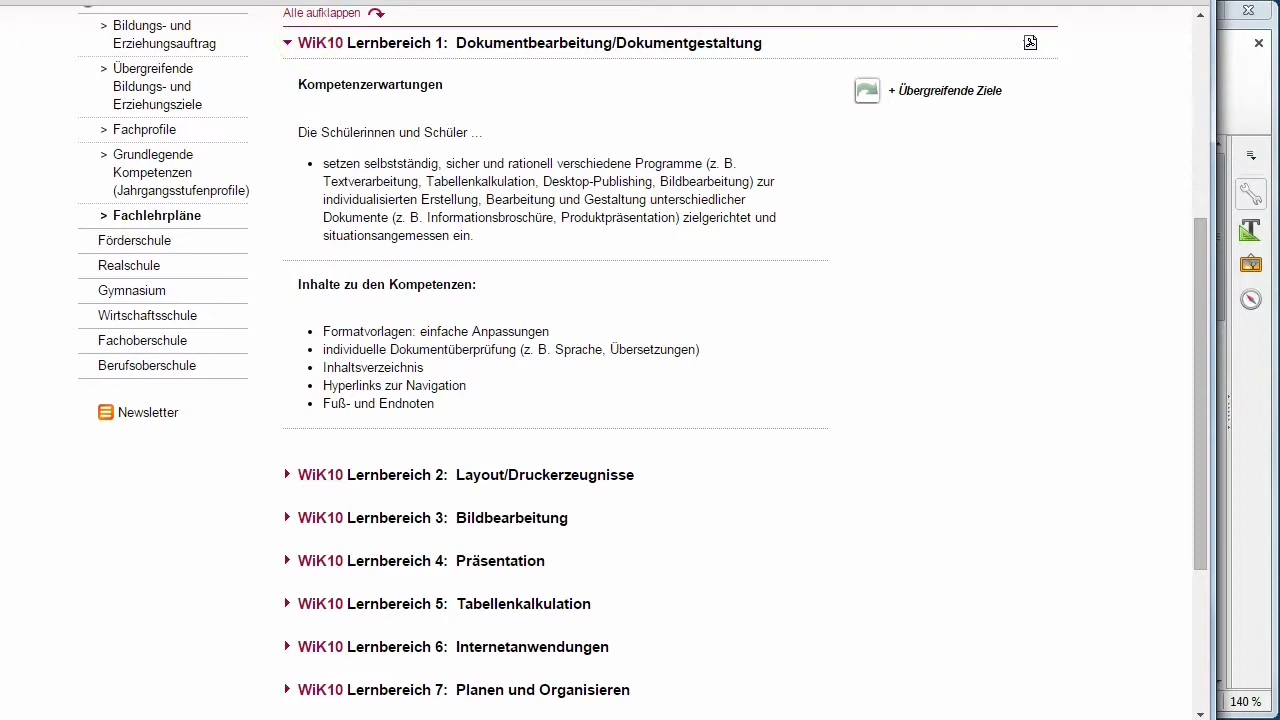 > Bildungs- und
Erziehungsauftrag
> Übergreifende
Bildungs- und
Erziehungsziele
> Fachprofile
> Grundlegende
Kompetenzen
(Jahrgangsstufenprofile)
> Fachlehrpläne
Förderschule
Realschule
Gymnasium
Wirtschaftsschule
Fachoberschule
Berufsoberschule
Newsletter
Alle aufklappen
WiK10 Lernbereich 1: Dokumentbearbeitung/Dokumentgestaltung
Kompetenzerwartungen
+ Übergreifende Ziele
Die Schülerinnen und Schüler ...
• setzen selbstständig, sicher und rationell verschiedene Programme (z. B.
Textverarbeitung, Tabellenkalkulation, Desktop-Publishing, Bildbearbeitung) zur
individualisierten Erstellung, Bearbeitung und Gestaltung unterschiedlicher
Dokumente (z. B. Informationsbroschüre, Produktpräsentation) zielgerichtet und
situationsangemessen ein.
Inhalte zu den Kompetenzen:
• Formatvorlagen: einfache Anpassungen
• individuelle Dokumentüberprüfung (z. B. Sprache, Übersetzungen)
• Inhaltsverzeichnis
• Hyperlinks zur Navigation
• Fuß- und Endnoten
WiK10 Lernbereich 2: Layout/Druckerzeugnisse
WiK10 Lernbereich 3: Bildbearbeitung
WiK10 Lernbereich 4: Präsentation
WiK10 Lernbereich 5: Tabellenkalkulation
WiK10 Lernbereich 6: Internetanwendungen
WiK10 Lernbereich 7: Planen und Organisieren
140 %